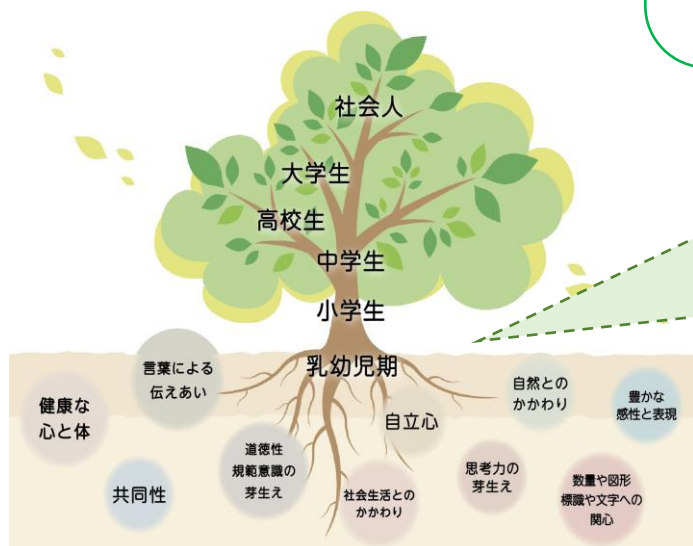 社会人
大学生
高校生
中学生
小学生
乳幼児期
言葉による
伝えあい
健康な
心と体
共同性
道徳性
規範意識の
芽生え
自立心
社会生活との
かかわり
思考力の
芽生え
自然との
かかわり
豊かな
感性と表現
数量や図形
標識や文字への
関心